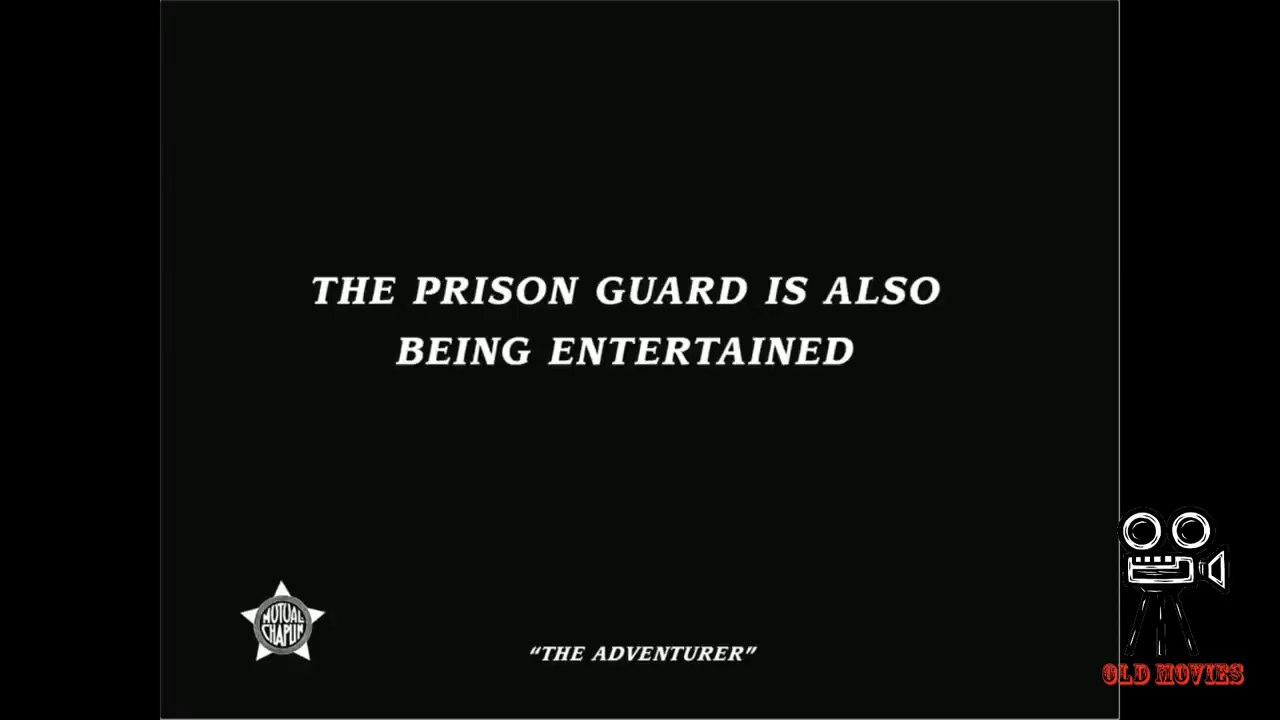 THE PRISON GUARD IS ALSO
BEING ENTERTAINED
MUTUAL
CHAPLIN
"THE ADVENTURER"
OLD MOVIES